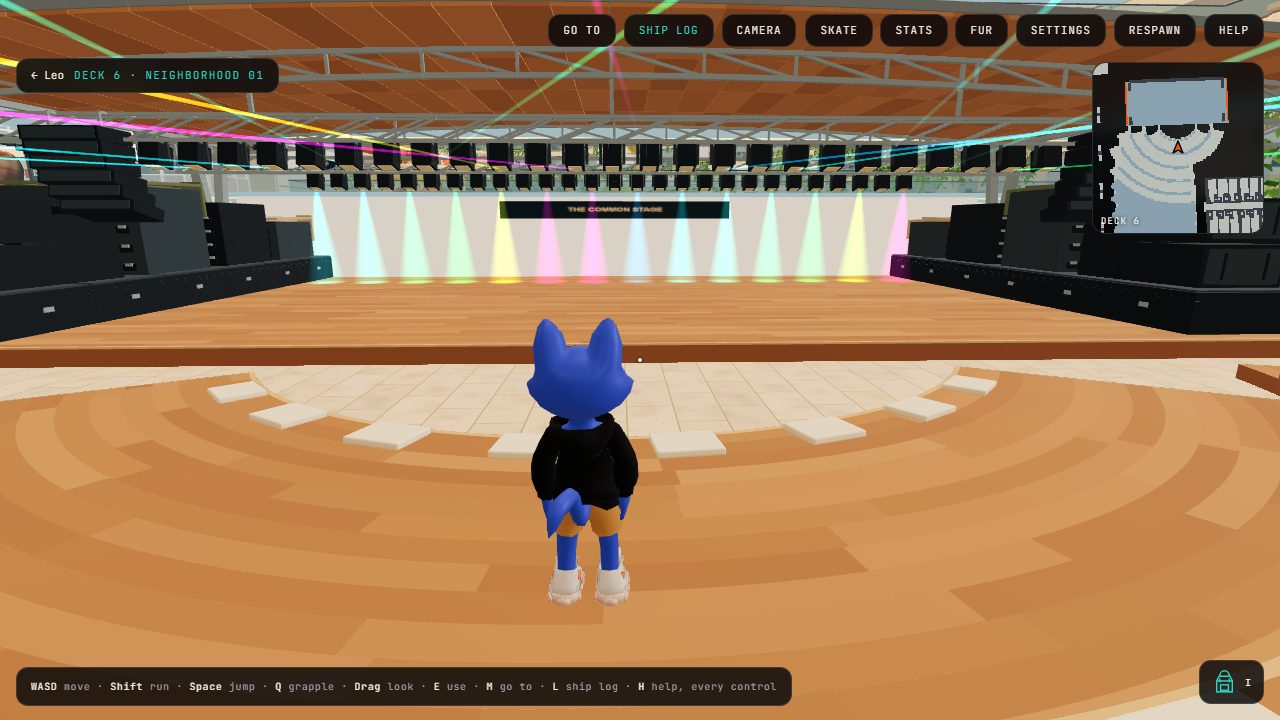 GO TO
SHIP LOG
CAMERA
SKATE
STATS
FUR
SETTINGS
RESPAWN
HELP
← Leo DECK 6 · NEIGHBORHOOD 01
DECK 6
THE COMMON STAGE
WASD move · Shift run · Space jump · Q grapple · Drag look · E use · M go to · L ship log · H help, every control
I